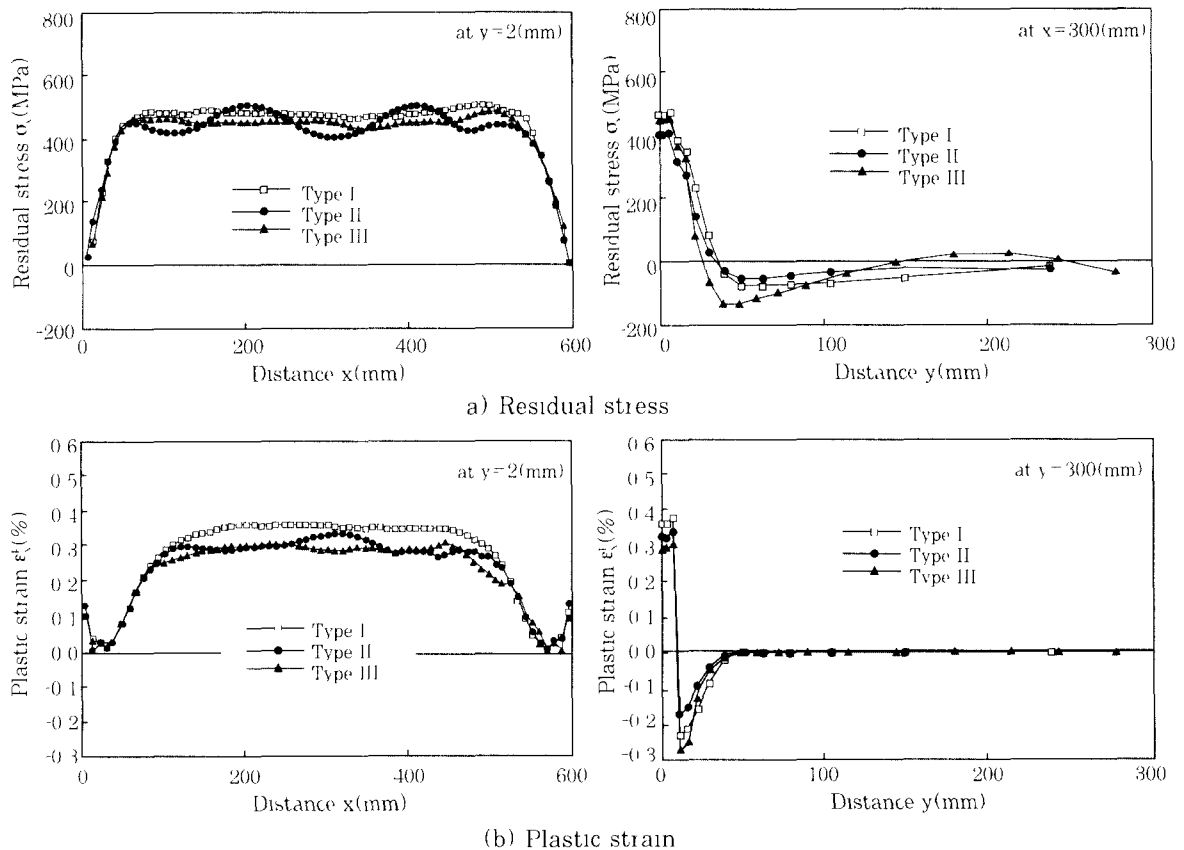 800
600
400
200
0
-200
0
200
400
600
Residual stress σx(MPa)
Distance x(mm)
at y=2(mm)
Type I
Type II
Type III
800
600
400
200
0
-200
0
100
200
300
Residual stress σx(MPa)
Distance y(mm)
at x=300(mm)
Type I
Type II
Type III
a) Residual stress
0.6
0.5
0.4
0.3
0.2
0.1
0.0
-0.1
-0.2
-0.3
0
200
400
600
Plastic strain
(%)
Distance x(mm)
at y=2(mm)
Type I
Type II
Type III
0.6
0.5
0.4
0.3
0.2
0.1
0.0
-0.1
-0.2
-0.3
0
100
200
300
Plastic strain
(%)
Distance y(mm)
at y=300(mm)
Type I
Type II
Type III
(b) Plastic strain